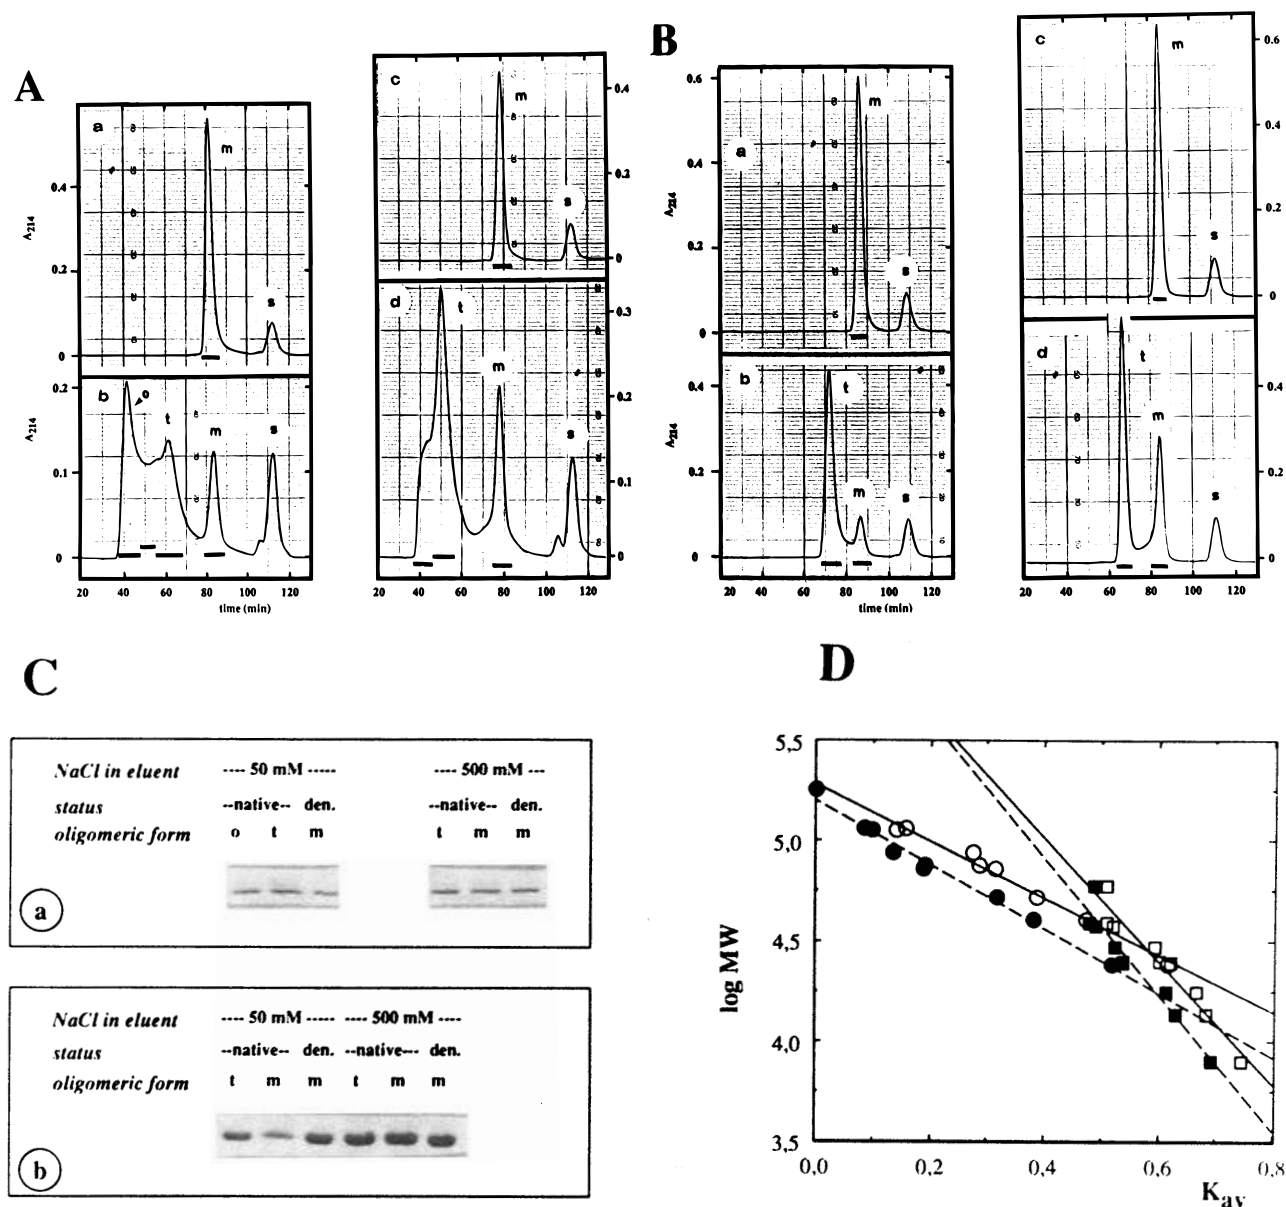 A
a
m
s
0.4
0.2
0
A214
b
o
t
m
s
0.2
0.1
0
A214
20 40 60 80 100 120
time (min)
c
m
s
0.4
0
d
t
m
s
0.3
0.2
0.1
0
20 40 60 80 100 120
B
a
m
s
0.6
0.4
0.2
0
A214
b
t
m
s
0.4
0.2
0
A214
20 40 60 80 100 120
time (min)
c
m
s
0.6
0.4
0.2
0
d
t
m
s
0.4
0.2
0
20 40 60 80 100 120
C
NaCl in eluent ---- 50 mM ----- ---- 500 mM ---
status --native-- den. --native-- den.
oligomeric form o t m t m m
a
NaCl in eluent ---- 50 mM ----- ---- 500 mM ----
status --native-- den. --native--- den.
oligomeric form t m m t m m
b
D
5,5
5,0
4,5
4,0
3,5
log MW
0,0 0,2 0,4 0,6 0,8
Kav